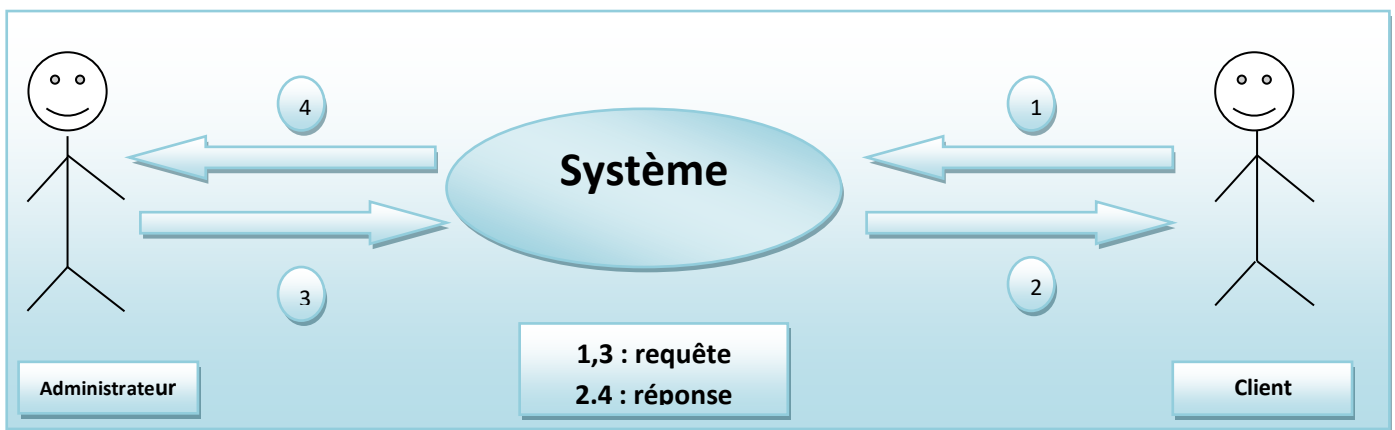 4
1
Système
3
2
1,3 : requête
2.4 : réponse
Administrateur
Client